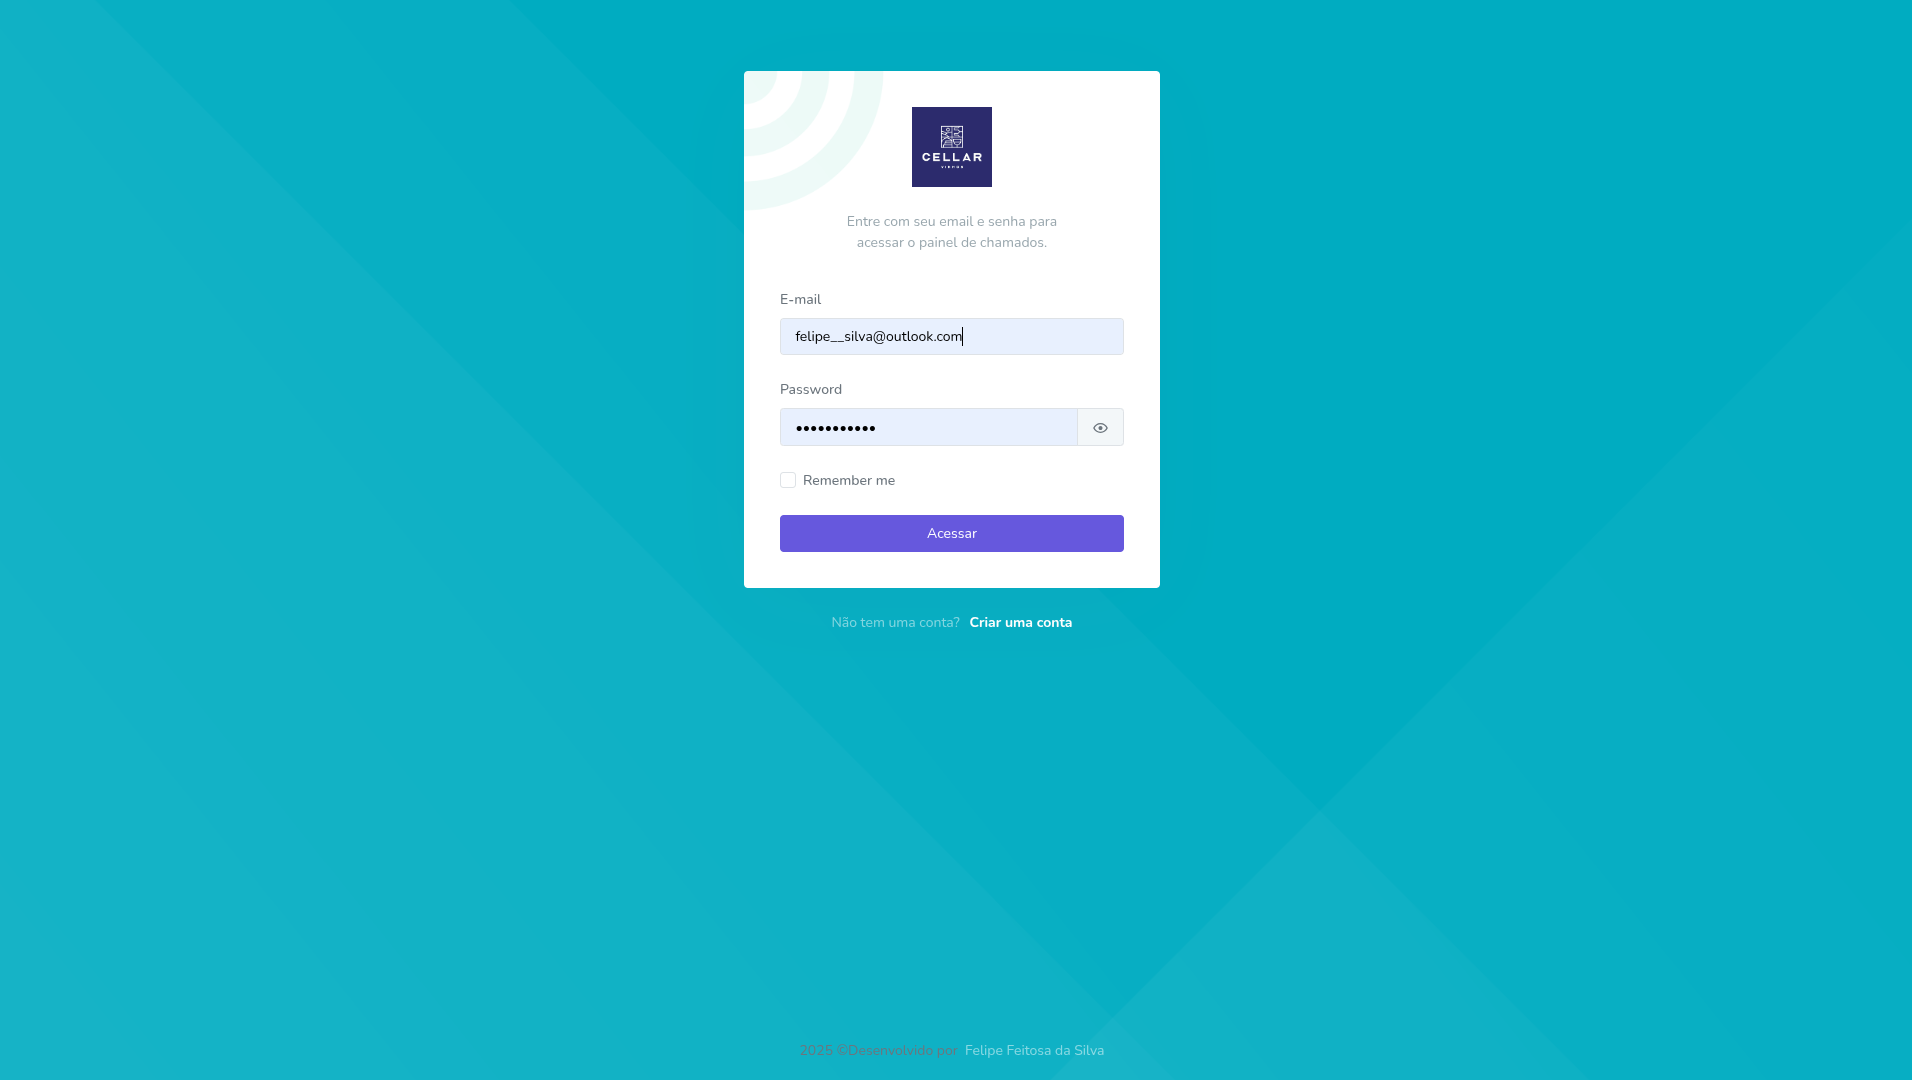 CELLAR
VINHOS
Entre com seu email e senha para
acessar o painel de chamados.
E-mail
felipe__silva@outlook.com
Password
•••••••••••
Remember me
Acessar
Não tem uma conta? Criar uma conta
2025 ©Desenvolvido por Felipe Feitosa da Silva